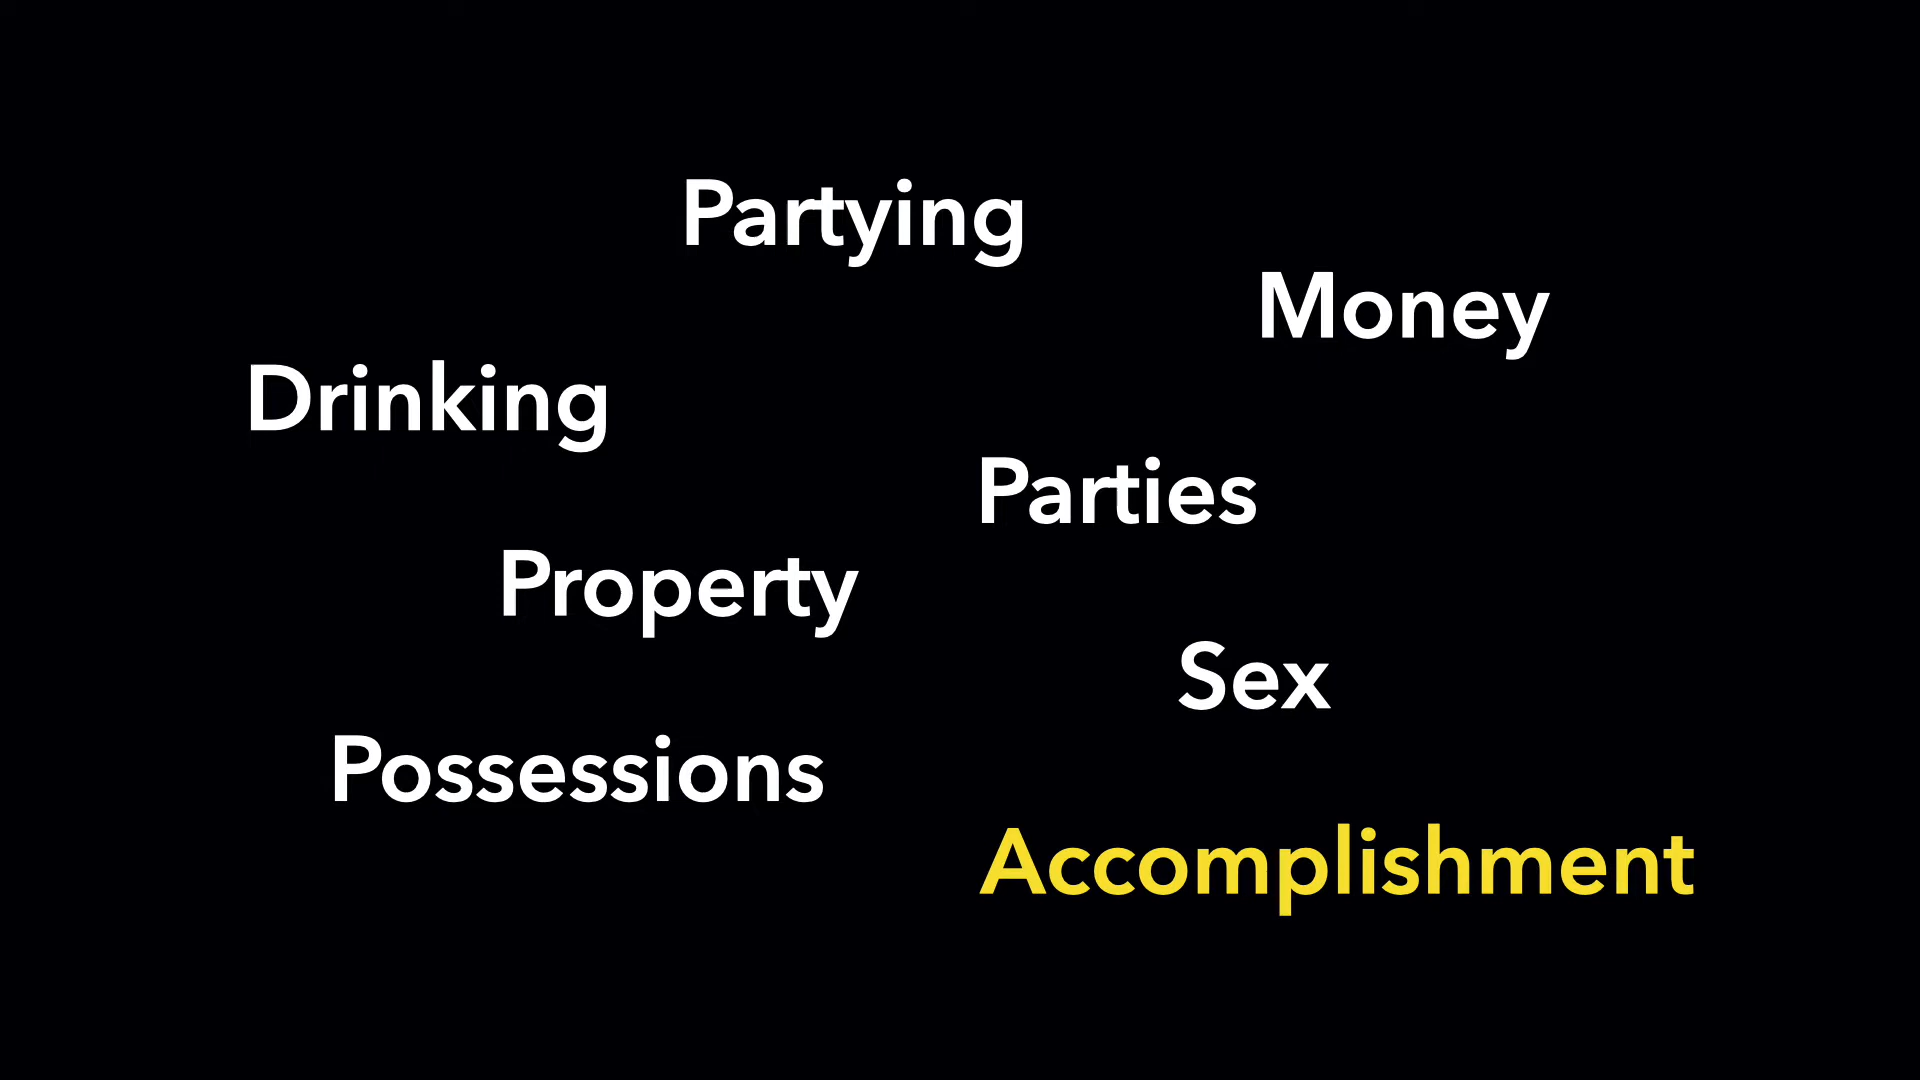 Partying
Money
Drinking
Parties
Property
Sex
Possessions
Accomplishment